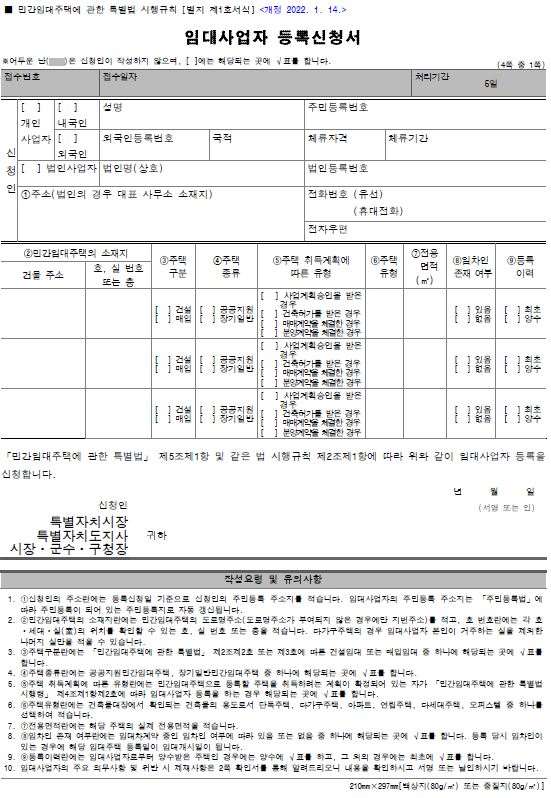 ■ 민간임대주택에 관한 특별법 시행규칙 [별지 제1호서식] <개정 2022. 1. 14.>
임대사업자 등록신청서
※어두운 난( )은 신청인이 작성하지 않으며, [ ]에는 해당되는 곳에 √표를 합니다.
(4쪽 중 1쪽)
접수번호 접수일자 처리기간 5일
신청인
[ ] 개인사업자
[ ] 내국인
[ ] 외국인
성명 주민등록번호
외국인등록번호 국적 체류자격 체류기간
[ ] 법인사업자 법인명(상호) 법인등록번호
①주소(법인의 경우 대표 사무소 소재지) 전화번호 (유선)
(휴대전화)
전자우편
②민간임대주택의 소재지
건물 주소 호, 실 번호 또는 층
③주택 구분
④주택 종류
⑤주택 취득계획에 따른 유형
⑥주택 유형
⑦전용 면적 (㎡)
⑧임차인 존재 여부
⑨등록 이력
[ ] 건설
[ ] 매입
[ ] 공공지원
[ ] 장기일반
[ ] 사업계획승인을 받은 경우
[ ] 건축허가를 받은 경우
[ ] 매매계약을 체결한 경우
[ ] 분양계약을 체결한 경우
[ ] 있음
[ ] 없음
[ ] 최초
[ ] 양수
[ ] 건설
[ ] 매입
[ ] 공공지원
[ ] 장기일반
[ ] 사업계획승인을 받은 경우
[ ] 건축허가를 받은 경우
[ ] 매매계약을 체결한 경우
[ ] 분양계약을 체결한 경우
[ ] 있음
[ ] 없음
[ ] 최초
[ ] 양수
[ ] 건설
[ ] 매입
[ ] 공공지원
[ ] 장기일반
[ ] 사업계획승인을 받은 경우
[ ] 건축허가를 받은 경우
[ ] 매매계약을 체결한 경우
[ ] 분양계약을 체결한 경우
[ ] 있음
[ ] 없음
[ ] 최초
[ ] 양수
「민간임대주택에 관한 특별법」 제5조제1항 및 같은 법 시행규칙 제2조제1항에 따라 위와 같이 임대사업자 등록을
신청합니다.
년 월 일
신청인 (서명 또는 인)
특별자치시장
특별자치도지사 귀하
시장ㆍ군수ㆍ구청장
작성요령 및 유의사항
1. ①신청인의 주소란에는 등록신청일 기준으로 신청인의 주민등록 주소지를 적습니다. 임대사업자의 주민등록 주소지는 「주민등록법」에
따라 주민등록이 되어 있는 주민등록지로 자동 갱신됩니다.
2. ②민간임대주택의 소재지란에는 민간임대주택의 도로명주소(도로명주소가 부여되지 않은 경우에만 지번주소)를 적고, 호 번호란에는 각 호
ㆍ세대ㆍ실(室)의 위치를 확인할 수 있는 호, 실 번호 또는 층을 적습니다. 다가구주택의 경우 임대사업자 본인이 거주하는 실을 제외한
나머지 실만을 적을 수 있습니다.
3. ③주택구분란에는 「민간임대주택에 관한 특별법」 제2조제2호 또는 제3호에 따른 건설임대 또는 매입임대 중 하나에 해당되는 곳에 √표를
합니다.
4. ④주택종류란에는 공공지원민간임대주택, 장기일반민간임대주택 중 하나에 해당되는 곳에 √표를 합니다.
5. ⑤주택 취득계획에 따른 유형란에는 민간임대주택으로 등록할 주택을 취득하려는 계획이 확정되어 있는 자가 「민간임대주택에 관한 특별법
시행령」 제4조제1항제2호에 따라 임대사업자 등록을 하는 경우 해당되는 곳에 √표를 합니다.
6. ⑥주택유형란에는 건축물대장에서 확인되는 건축물의 용도로서 단독주택, 다가구주택, 아파트, 연립주택, 다세대주택, 오피스텔 중 하나를
선택하여 적습니다.
7. ⑦전용면적란에는 해당 주택의 실제 전용면적을 적습니다.
8. ⑧임차인 존재 여부란에는 임대차계약 중인 임차인 여부에 따라 있음 또는 없음 중 하나에 해당되는 곳에 √표를 합니다. 등록 당시 임차인이
있는 경우에 해당 임대주택 등록일이 임대개시일이 됩니다.
9. ⑨등록이력란에는 임대사업자로부터 양수받은 주택인 경우에는 양수에 √표를 하고, 그 외의 경우에는 최초에 √표를 합니다.
10. 임대사업자의 주요 의무사항 및 위반 시 제재사항은 2쪽 확인서를 통해 알려드리오니 내용을 확인하시고 서명 또는 날인하시기 바랍니다.
210mm×297mm[백상지(80g/㎡) 또는 중질지(80g/㎡)]